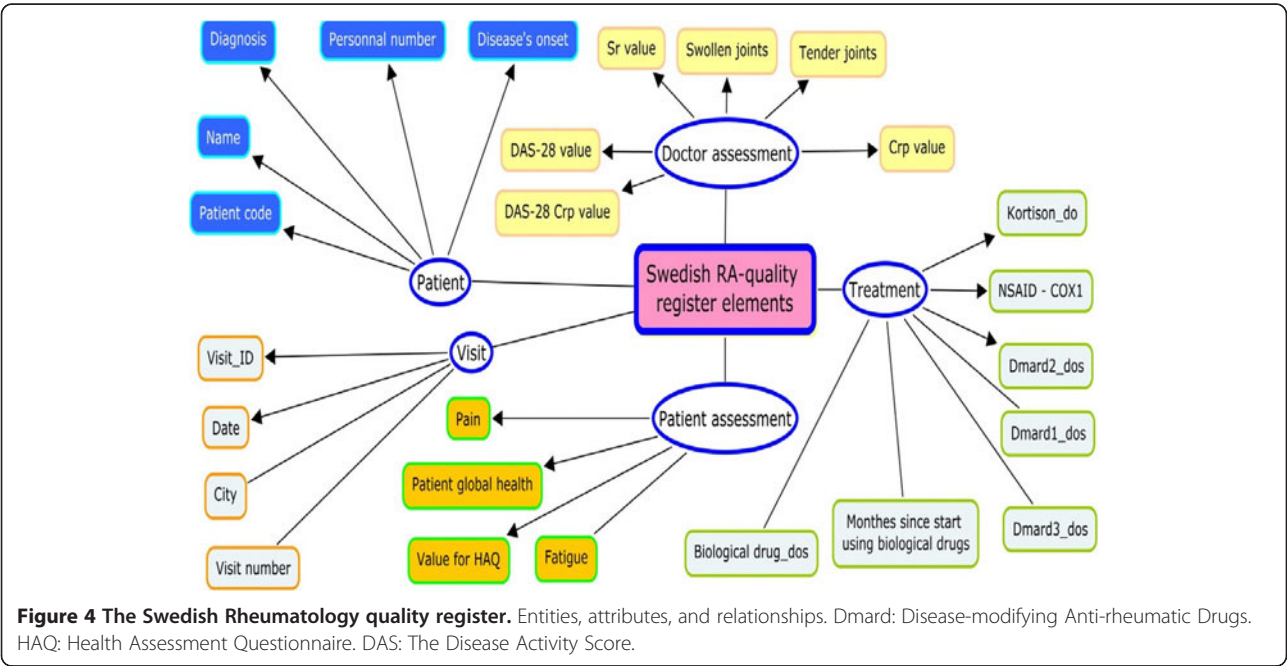 Diagnosis
Personnal number
Disease's onset
Name
Patient code
Patient
Sr value
Swollen joints
Tender joints
DAS-28 value
Doctor assessment
Crp value
DAS-28 Crp value
Swedish RA-quality
register elements
Treatment
Kortison_do
NSAID - COX1
Dmard2_dos
Dmard1_dos
Dmard3_dos
Monthes since start
using biological drugs
Biological drug_dos
Visit
Visit_ID
Date
City
Visit number
Patient assessment
Pain
Patient global health
Value for HAQ
Fatigue
Figure 4 The Swedish Rheumatology quality register. Entities, attributes, and relationships. Dmard: Disease-modifying Anti-rheumatic Drugs.
HAQ: Health Assessment Questionnaire. DAS: The Disease Activity Score.